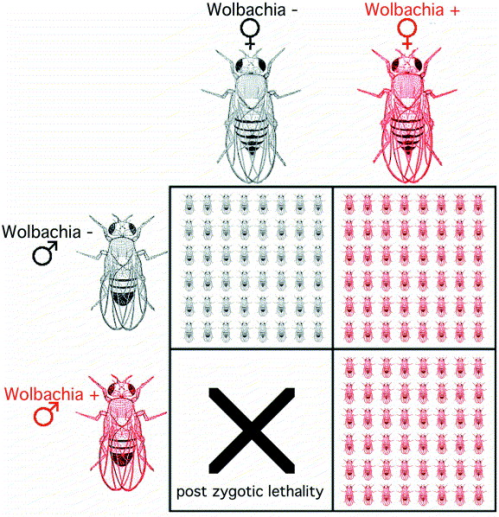 Wolbachia - Wolbachia +
♀ ♀
Wolbachia -
♂
Wolbachia +
♂
post zygotic lethality